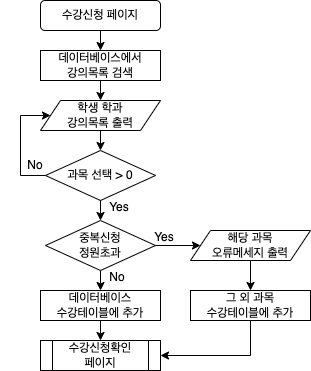 수강신청 페이지
데이터베이스에서
강의목록 검색
학생 학과
강의목록 출력
No
과목 선택 > 0
Yes
중복신청
정원초과
Yes
해당 과목
오류메세지 출력
No
데이터베이스
수강테이블에 추가
그 외 과목
수강테이블에 추가
수강신청확인
페이지